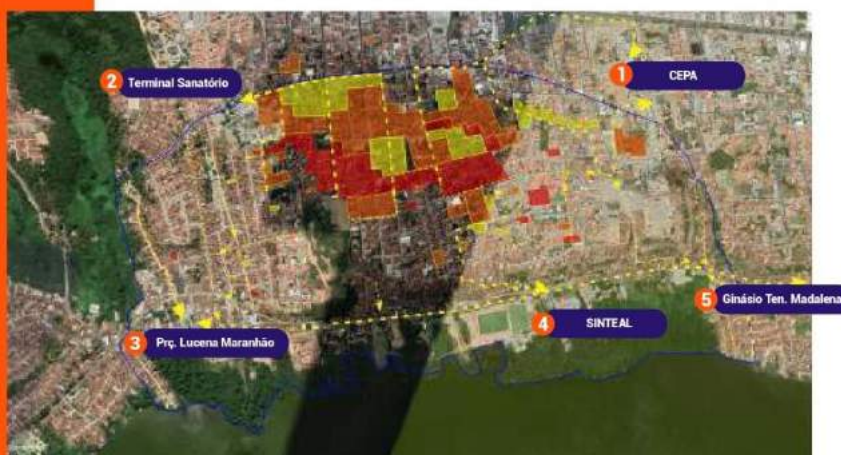 1 CEPA
2 Terminal Sanatório
3 Prç. Lucena Maranhão
4 SINTEAL
5 Ginásio Ten. Madalena